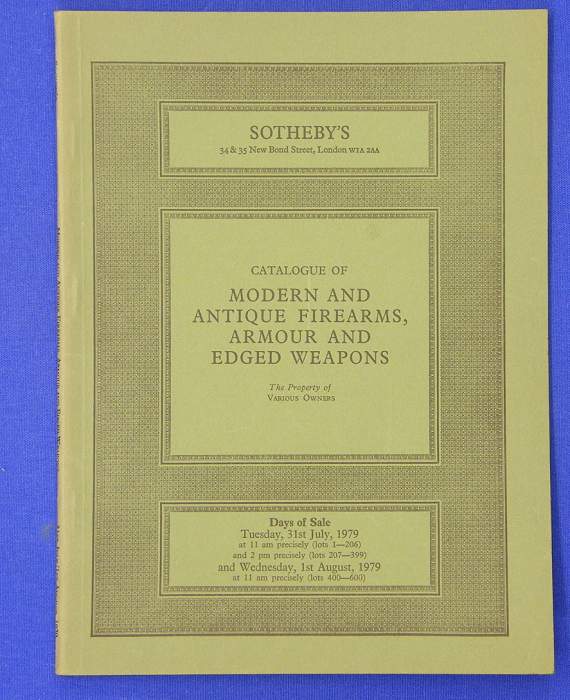 SOTHEBY'S
34 & 35 New Bond Street, London W1A 2AA
CATALOGUE OF
MODERN AND
ANTIQUE FIREARMS,
ARMOUR AND
EDGED WEAPONS
The Property of
VARIOUS OWNERS
Days of Sale
Tuesday, 31st July, 1979
at 11 am precisely (lots 1—206)
and 2 pm precisely (lots 207—399)
and Wednesday, 1st August, 1979
at 11 am precisely (lots 400—600)